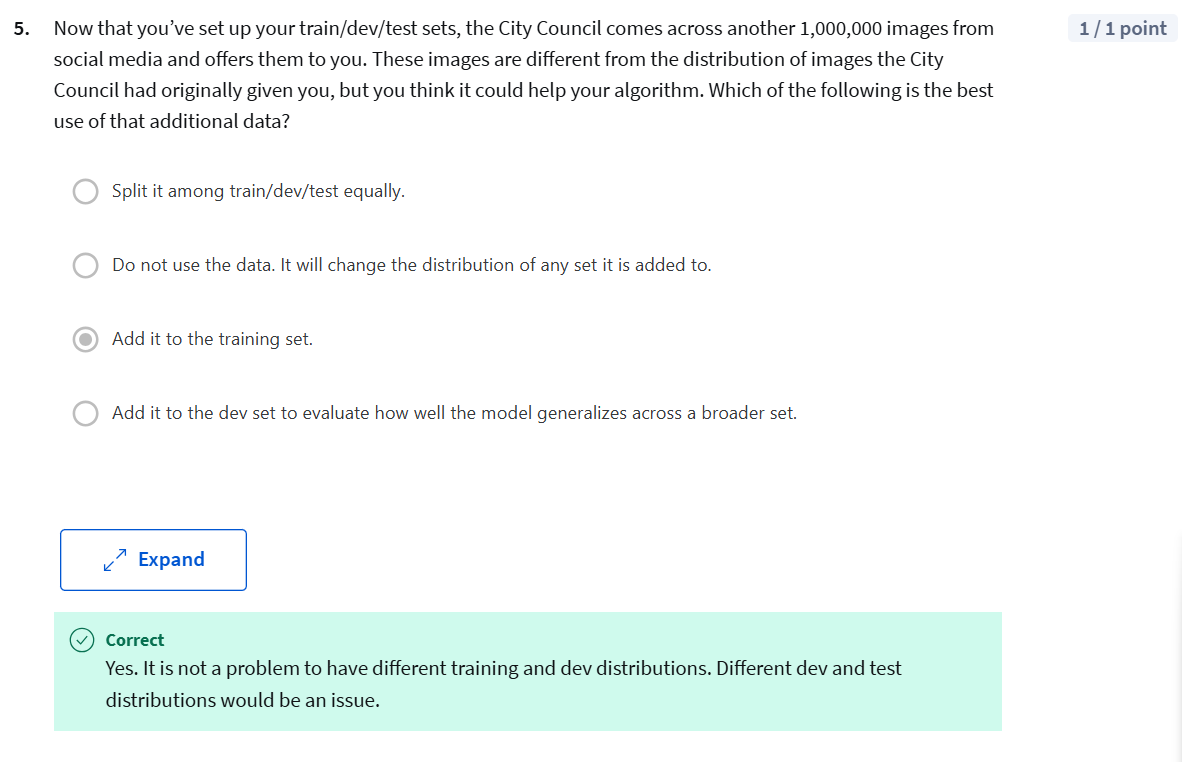 5. Now that you’ve set up your train/dev/test sets, the City Council comes across another 1,000,000 images from
1 / 1 point
social media and offers them to you. These images are different from the distribution of images the City
Council had originally given you, but you think it could help your algorithm. Which of the following is the best
use of that additional data?
Split it among train/dev/test equally.
Do not use the data. It will change the distribution of any set it is added to.
Add it to the training set.
Add it to the dev set to evaluate how well the model generalizes across a broader set.
Expand
Correct
Yes. It is not a problem to have different training and dev distributions. Different dev and test
distributions would be an issue.